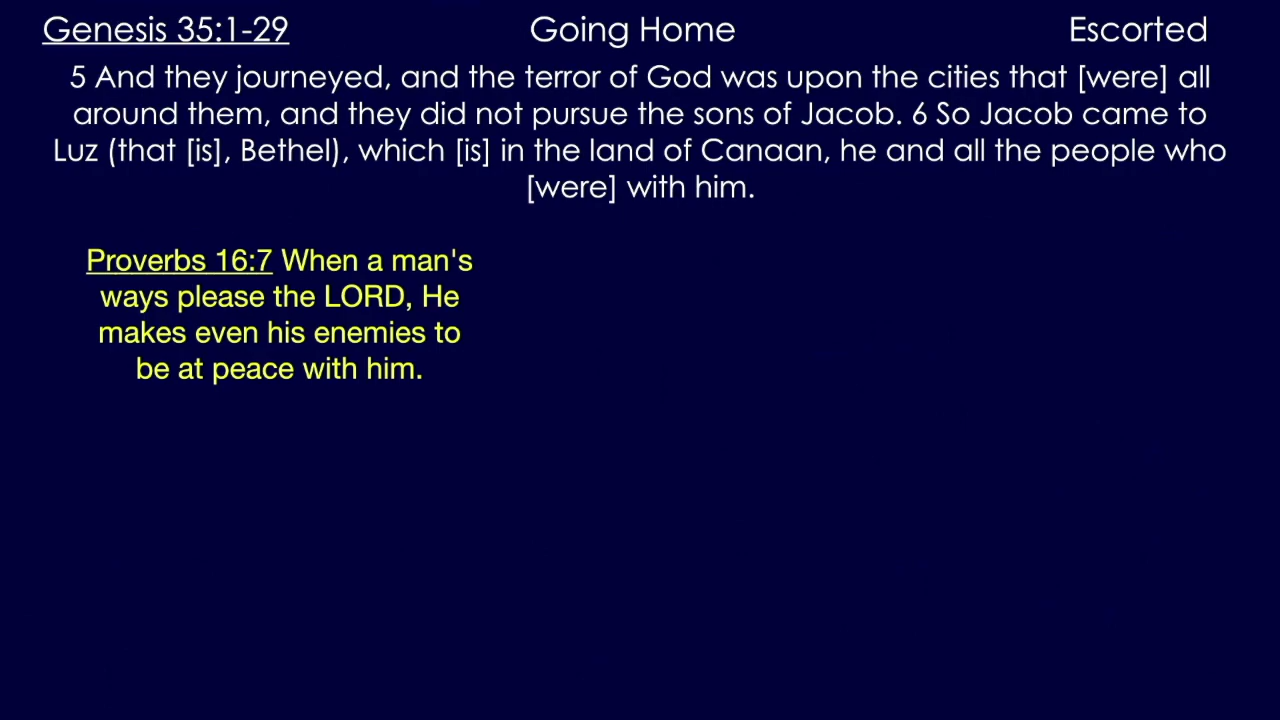 Genesis 35:1-29 Going Home Escorted
5 And they journeyed, and the terror of God was upon the cities that [were] all
around them, and they did not pursue the sons of Jacob. 6 So Jacob came to
Luz (that [is], Bethel), which [is] in the land of Canaan, he and all the people who
[were] with him.
Proverbs 16:7 When a man's
ways please the LORD, He
makes even his enemies to
be at peace with him.